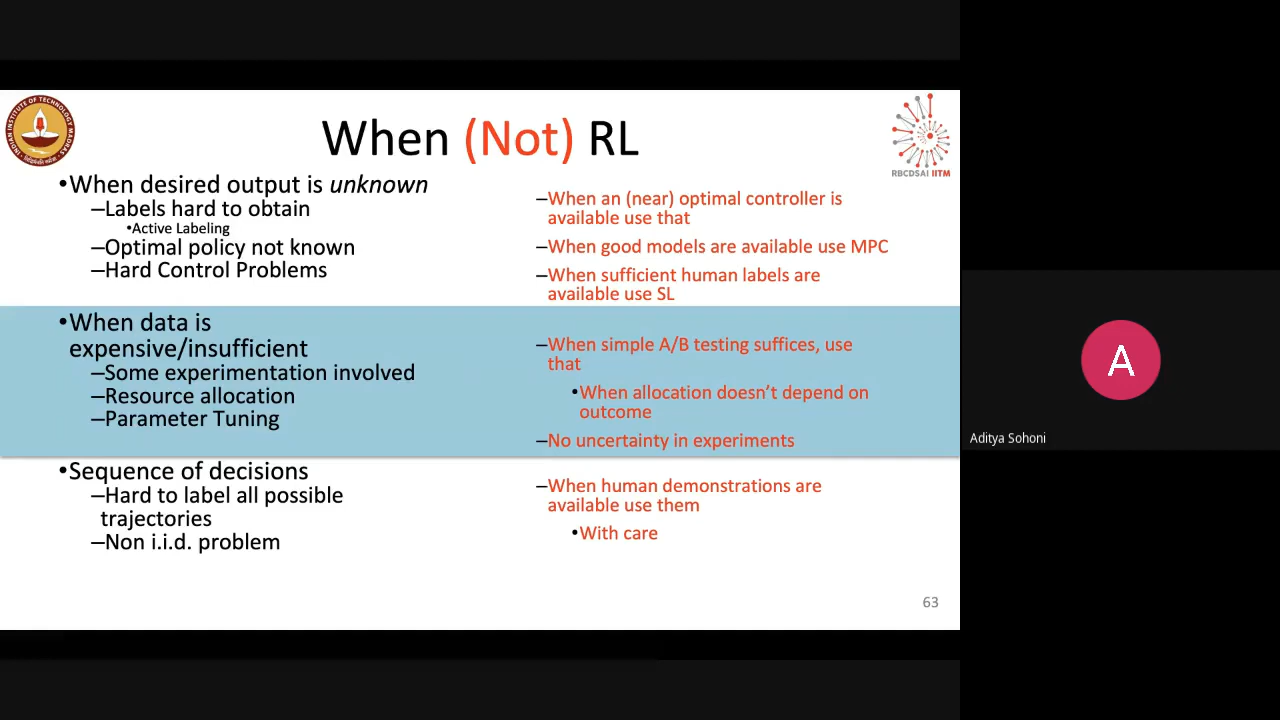 When (Not) RL
•When desired output is unknown
–Labels hard to obtain
•Active Labeling
–Optimal policy not known
–Hard Control Problems
–When an (near) optimal controller is
available use that
–When good models are available use MPC
–When sufficient human labels are
available use SL
•When data is
expensive/insufficient
–Some experimentation involved
–Resource allocation
–Parameter Tuning
–When simple A/B testing suffices, use
that
•When allocation doesn’t depend on
outcome
–No uncertainty in experiments
•Sequence of decisions
–Hard to label all possible
trajectories
–Non i.i.d. problem
–When human demonstrations are
available use them
•With care
63
INDIAN INSTITUTE OF TECHNOLOGY MADRAS
RBCDSAI IITM
A
Aditya Sohoni